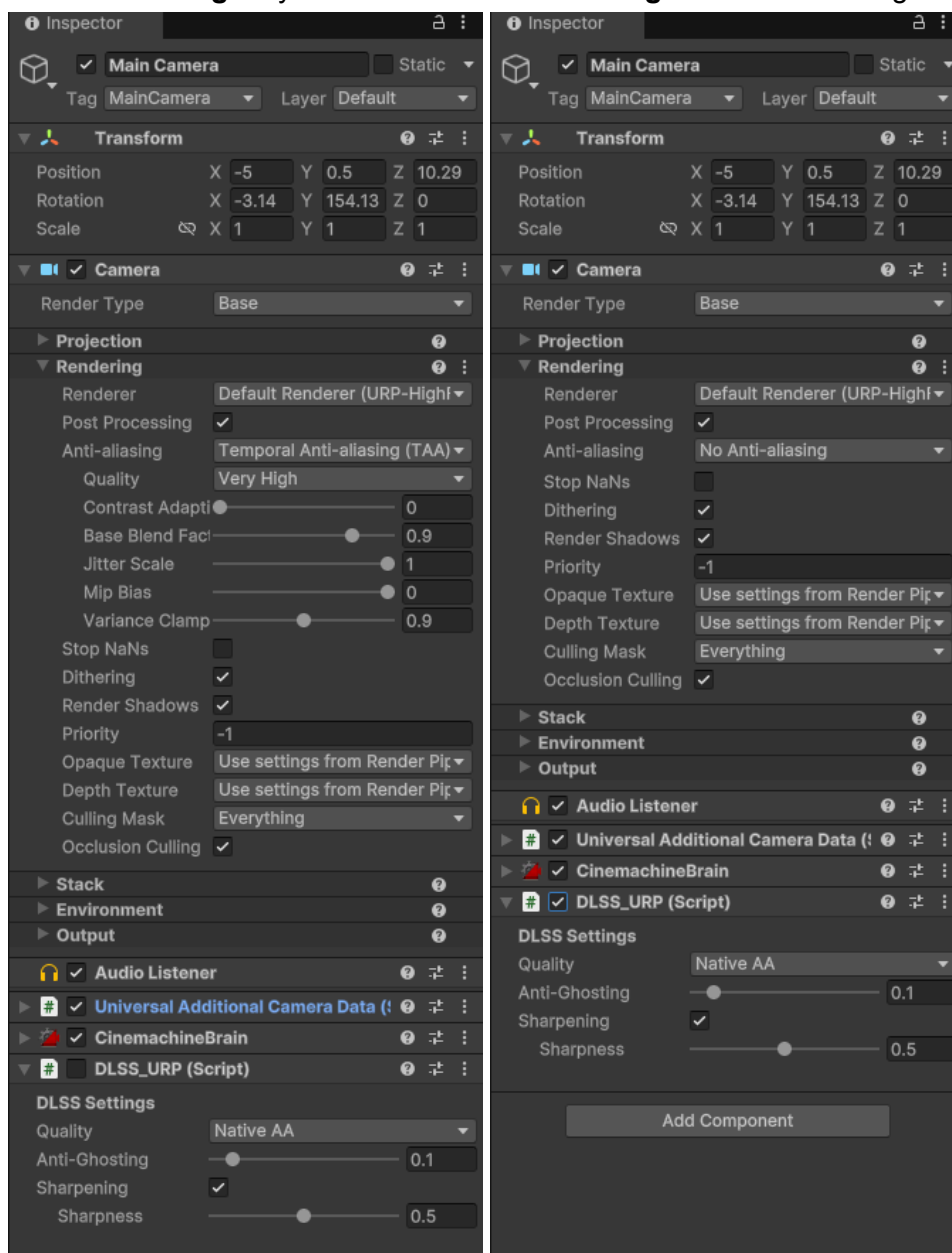 Inspector
Main Camera Static
Tag MainCamera Layer Default
Transform
Position X -5 Y 0.5 Z 10.29
Rotation X -3.14 Y 154.13 Z 0
Scale X 1 Y 1 Z 1
Camera
Render Type Base
Projection
Rendering
Renderer Default Renderer (URP-High
Post Processing
Anti-aliasing Temporal Anti-aliasing (TAA)
Quality Very High
Contrast Adapti 0
Base Blend Fact 0.9
Jitter Scale 1
Mip Bias 0
Variance Clamp 0.9
Stop NaNs
Dithering
Render Shadows
Priority -1
Opaque Texture Use settings from Render Pip
Depth Texture Use settings from Render Pip
Culling Mask Everything
Occlusion Culling
Stack
Environment
Output
Audio Listener
# Universal Additional Camera Data (S
CinemachineBrain
# DLSS_URP (Script)
DLSS Settings
Quality Native AA
Anti-Ghosting 0.1
Sharpening
Sharpness 0.5
Inspector
Main Camera Static
Tag MainCamera Layer Default
Transform
Position X -5 Y 0.5 Z 10.29
Rotation X -3.14 Y 154.13 Z 0
Scale X 1 Y 1 Z 1
Camera
Render Type Base
Projection
Rendering
Renderer Default Renderer (URP-High
Post Processing
Anti-aliasing No Anti-aliasing
Stop NaNs
Dithering
Render Shadows
Priority -1
Opaque Texture Use settings from Render Pip
Depth Texture Use settings from Render Pip
Culling Mask Everything
Occlusion Culling
Stack
Environment
Output
Audio Listener
# Universal Additional Camera Data (S
CinemachineBrain
# DLSS_URP (Script)
DLSS Settings
Quality Native AA
Anti-Ghosting 0.1
Sharpening
Sharpness 0.5
Add Component